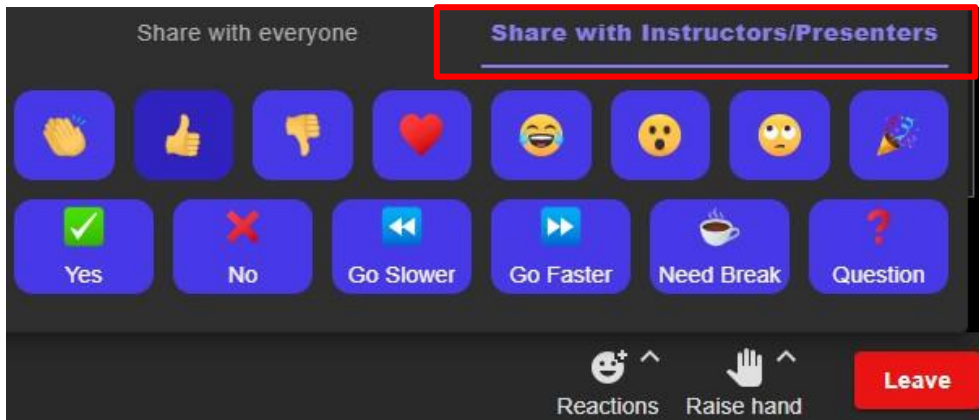 Share with everyone Share with Instructors/Presenters
Yes No Go Slower Go Faster Need Break Question
Reactions Raise hand Leave